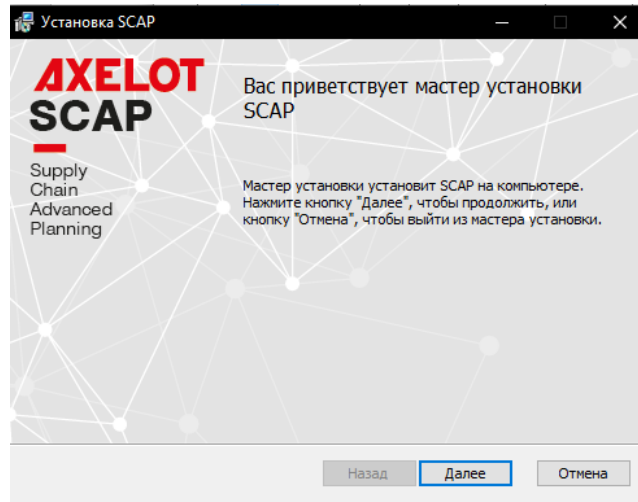 Установка SCAP
AXELOT
SCAP
Supply
Chain
Advanced
Planning
Вас приветствует мастер установки
SCAP
Мастер установки установит SCAP на компьютере.
Нажмите кнопку "Далее", чтобы продолжить, или
кнопку "Отмена", чтобы выйти из мастера установки.
Назад Далее Отмена